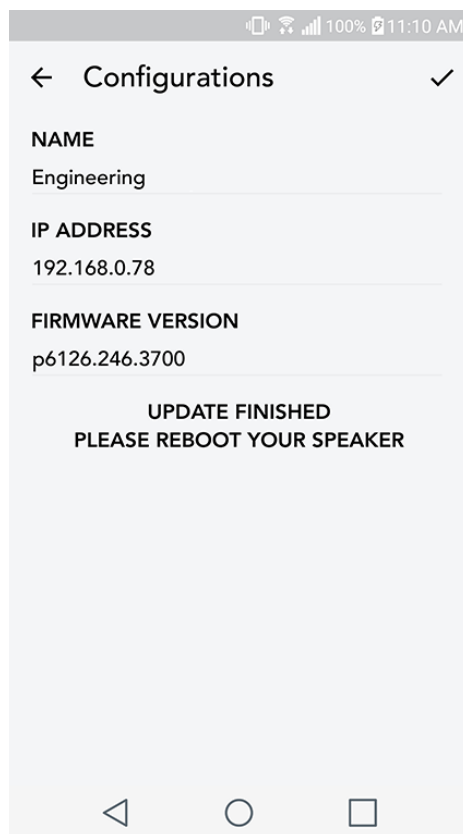 100% 11:10 AM
Configurations
NAME
Engineering
IP ADDRESS
192.168.0.78
FIRMWARE VERSION
p6126.246.3700
UPDATE FINISHED
PLEASE REBOOT YOUR SPEAKER